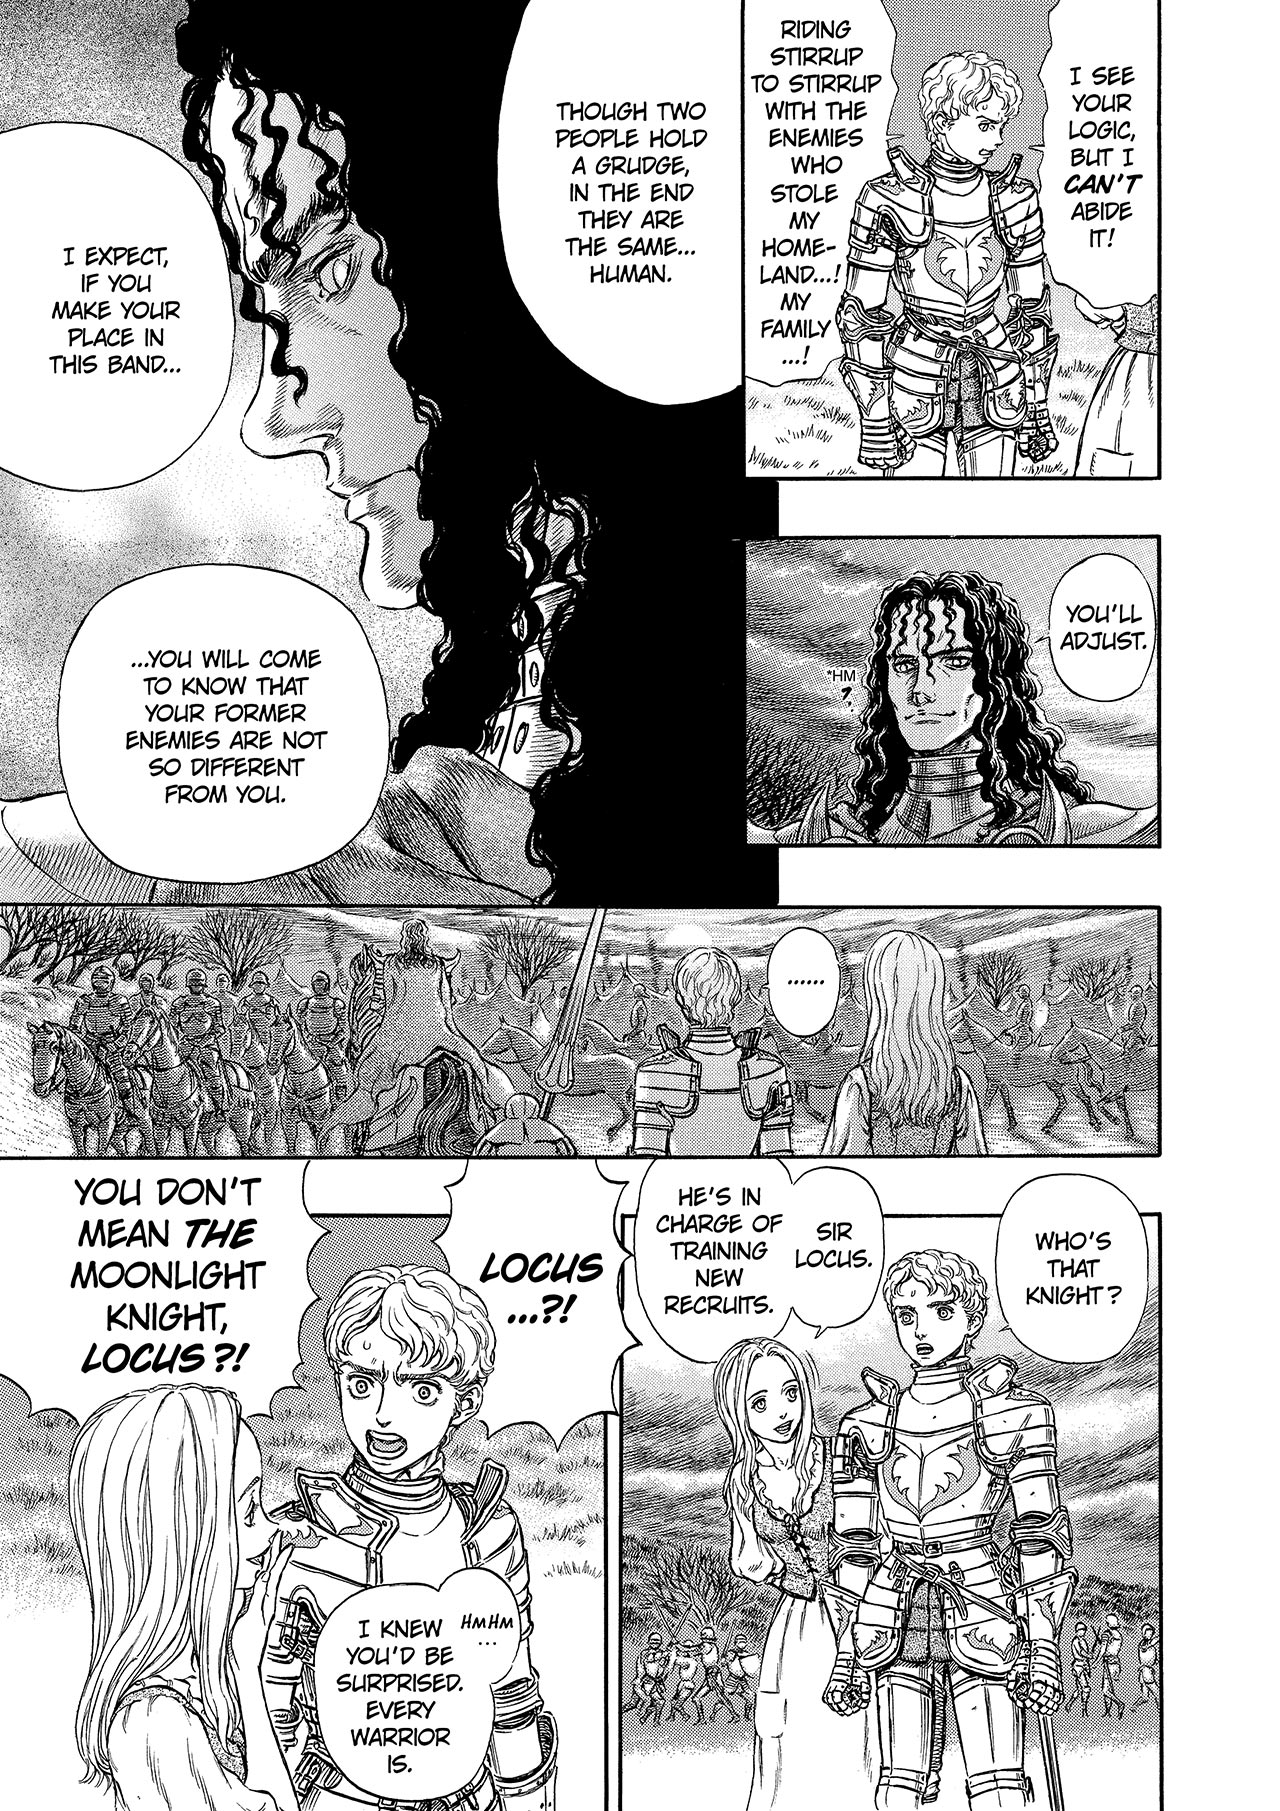 I SEE
YOUR
LOGIC,
BUT I
CAN'T
ABIDE
IT!
RIDING
STIRRUP
TO STIRRUP
WITH THE
ENEMIES
WHO
STOLE
MY
HOME-
LAND...!
MY
FAMILY
...!
THOUGH TWO
PEOPLE HOLD
A GRUDGE,
IN THE END
THEY ARE
THE SAME...
HUMAN.
I EXPECT,
IF YOU
MAKE YOUR
PLACE IN
THIS BAND...
...YOU WILL COME
TO KNOW THAT
YOUR FORMER
ENEMIES ARE NOT
SO DIFFERENT
FROM YOU.
YOU'LL
ADJUST.
*HM
......
WHO'S
THAT
KNIGHT?
SIR
LOCUS.
HE'S IN
CHARGE OF
TRAINING
NEW
RECRUITS.
LOCUS
...?!
YOU DON'T
MEAN THE
MOONLIGHT
KNIGHT,
LOCUS?!
HMHM
...
I KNEW
YOU'D BE
SURPRISED.
EVERY
WARRIOR
IS.